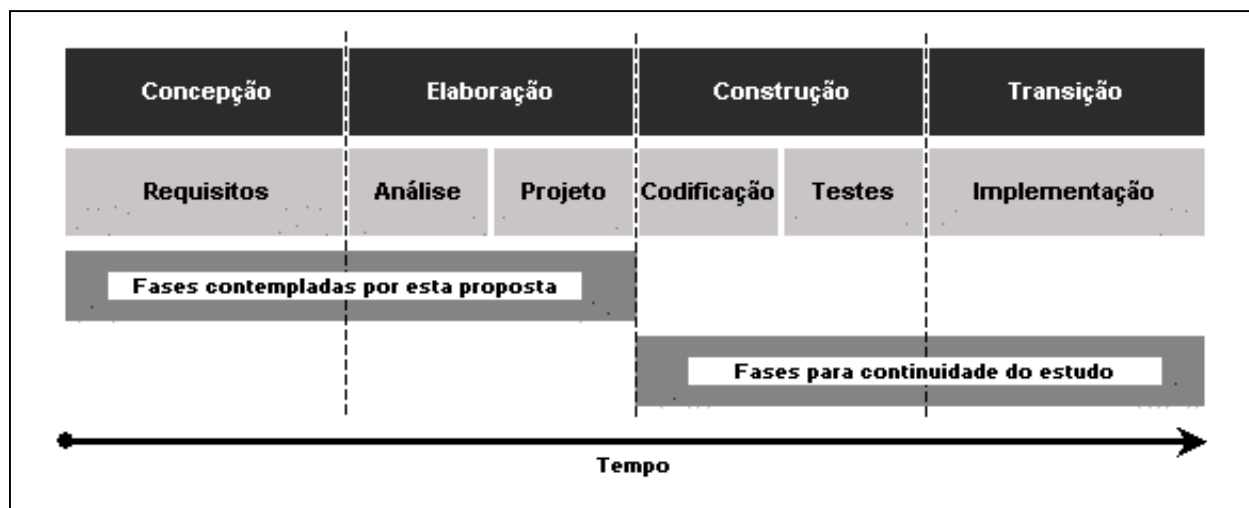 Concepção Elaboração Construção Transição
Requisitos Análise Projeto Codificação Testes Implementação
Fases contempladas por esta proposta
Fases para continuidade do estudo
Tempo